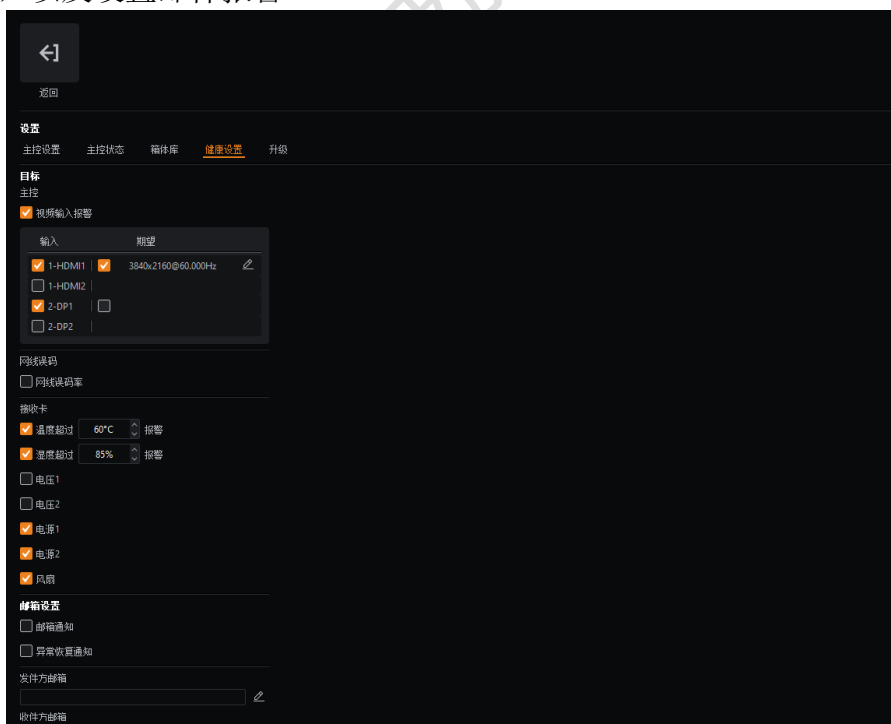 返回
设置
主控设置 主控状态 箱体库 健康设置 升级
目标
主控
视频输入报警
输入 期望
1-HDMI1 3840x2160@60.000Hz
1-HDMI2
2-DP1
2-DP2
网线误码
网线误码率
接收卡
温度超过 60°C 报警
湿度超过 85% 报警
电压1
电压2
电源1
电源2
风扇
邮箱设置
邮箱通知
异常恢复通知
发件方邮箱
收件方邮箱